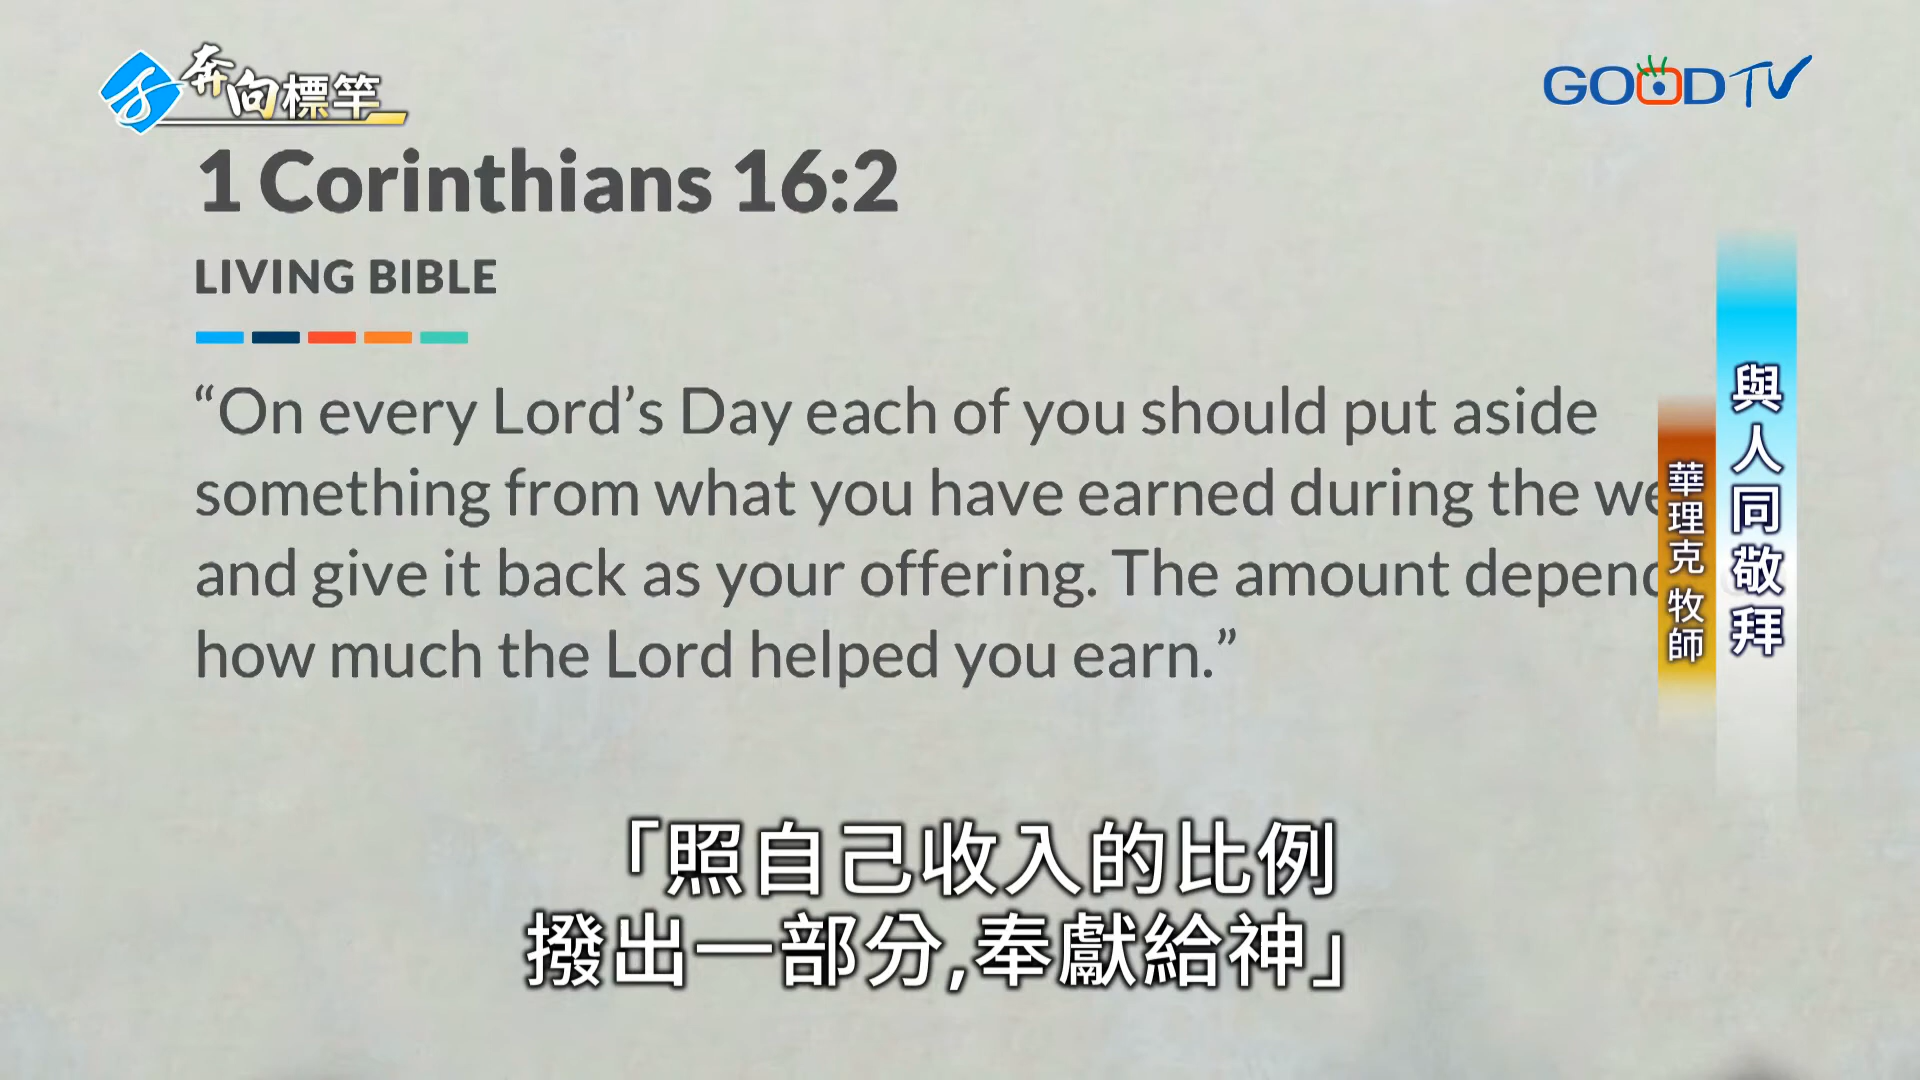 奔向標竿
GOOD TV
1 Corinthians 16:2
LIVING BIBLE
“On every Lord’s Day each of you should put aside
something from what you have earned during the
and give it back as your offering. The amount
how much the Lord helped you earn.”
與人同敬拜
華理克 牧師
「照自己收入的比例
撥出一部分,奉獻給神」